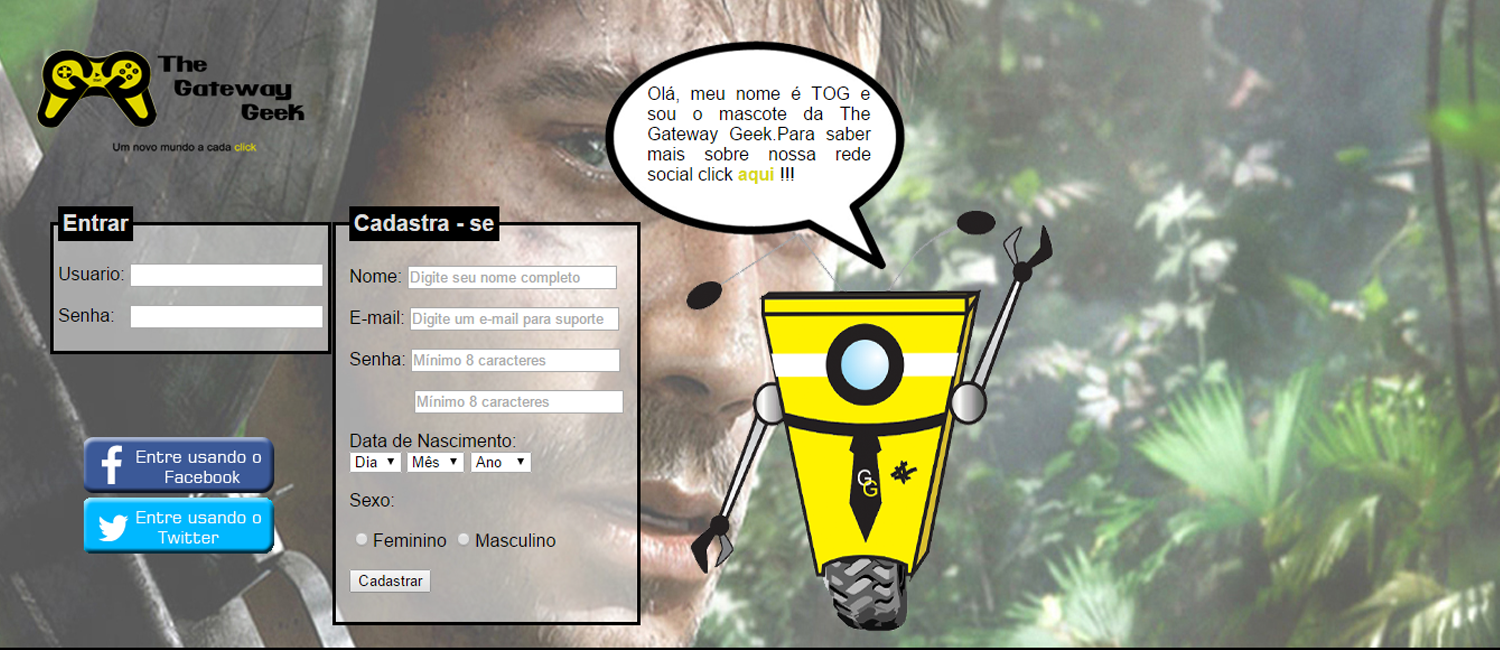 The
Gateway
Geek
Um novo mundo a cada click
Olá, meu nome é TOG e
sou o mascote da The
Gateway Geek.Para saber
mais sobre nossa rede
social click aqui !!!
Entrar
Usuario:
Senha:
Entre usando o
Facebook
Entre usando o
Twitter
Cadastra - se
Nome: Digite seu nome completo
E-mail: Digite um e-mail para suporte
Senha: Mínimo 8 caracteres
Mínimo 8 caracteres
Data de Nascimento:
Dia Mês Ano
Sexo:
Feminino Masculino
Cadastrar
GG